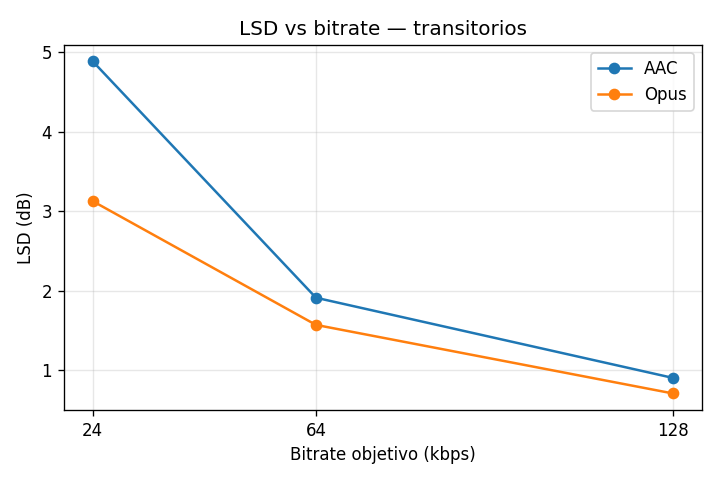 LSD vs bitrate — transitorios
AAC
Opus
LSD (dB)
5
4
3
2
1
24
64
128
Bitrate objetivo (kbps)